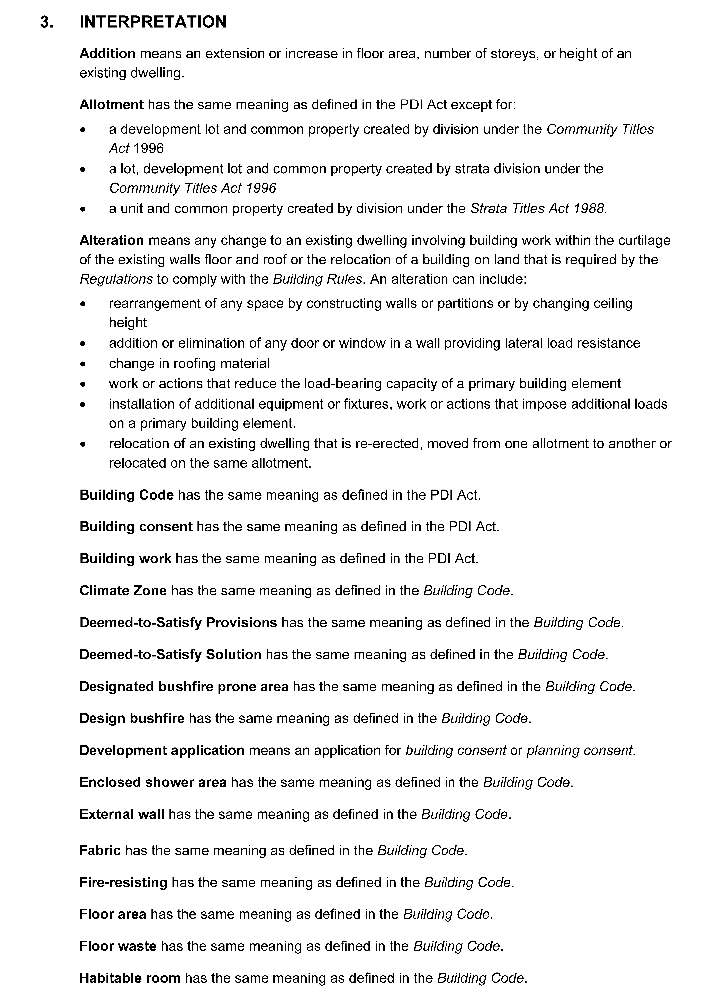 3. INTERPRETATION
Addition means an extension or increase in floor area, number of storeys, or height of an
existing dwelling.
Allotment has the same meaning as defined in the PDI Act except for:
• a development lot and common property created by division under the Community Titles
Act 1996
• a lot, development lot and common property created by strata division under the
Community Titles Act 1996
• a unit and common property created by division under the Strata Titles Act 1988.
Alteration means any change to an existing dwelling involving building work within the curtilage
of the existing walls floor and roof or the relocation of a building on land that is required by the
Regulations to comply with the Building Rules. An alteration can include:
• rearrangement of any space by constructing walls or partitions or by changing ceiling
height
• addition or elimination of any door or window in a wall providing lateral load resistance
• change in roofing material
• work or actions that reduce the load-bearing capacity of a primary building element
• installation of additional equipment or fixtures, work or actions that impose additional loads
on a primary building element.
• relocation of an existing dwelling that is re-erected, moved from one allotment to another or
relocated on the same allotment.
Building Code has the same meaning as defined in the PDI Act.
Building consent has the same meaning as defined in the PDI Act.
Building work has the same meaning as defined in the PDI Act.
Climate Zone has the same meaning as defined in the Building Code.
Deemed-to-Satisfy Provisions has the same meaning as defined in the Building Code.
Deemed-to-Satisfy Solution has the same meaning as defined in the Building Code.
Designated bushfire prone area has the same meaning as defined in the Building Code.
Design bushfire has the same meaning as defined in the Building Code.
Development application means an application for building consent or planning consent.
Enclosed shower area has the same meaning as defined in the Building Code.
External wall has the same meaning as defined in the Building Code.
Fabric has the same meaning as defined in the Building Code.
Fire-resisting has the same meaning as defined in the Building Code.
Floor area has the same meaning as defined in the Building Code.
Floor waste has the same meaning as defined in the Building Code.
Habitable room has the same meaning as defined in the Building Code.